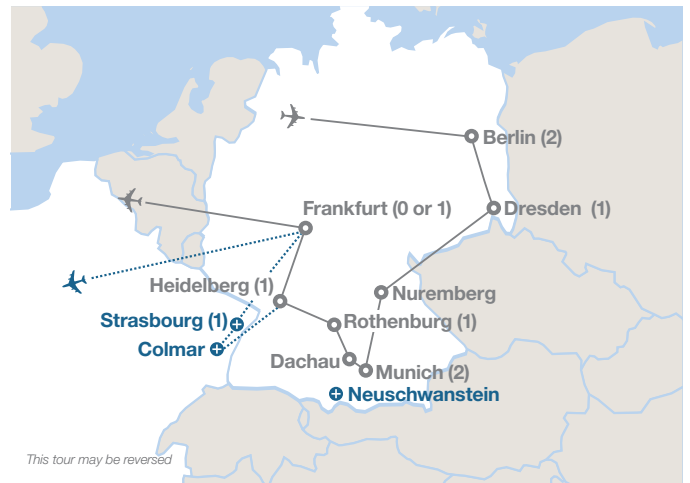 Berlin (2)
Frankfurt (0 or 1)
Dresden (1)
Heidelberg (1)
Nuremberg
Strasbourg (1)
Rothenburg (1)
Colmar
Dachau
Munich (2)
Neuschwanstein
This tour may be reversed